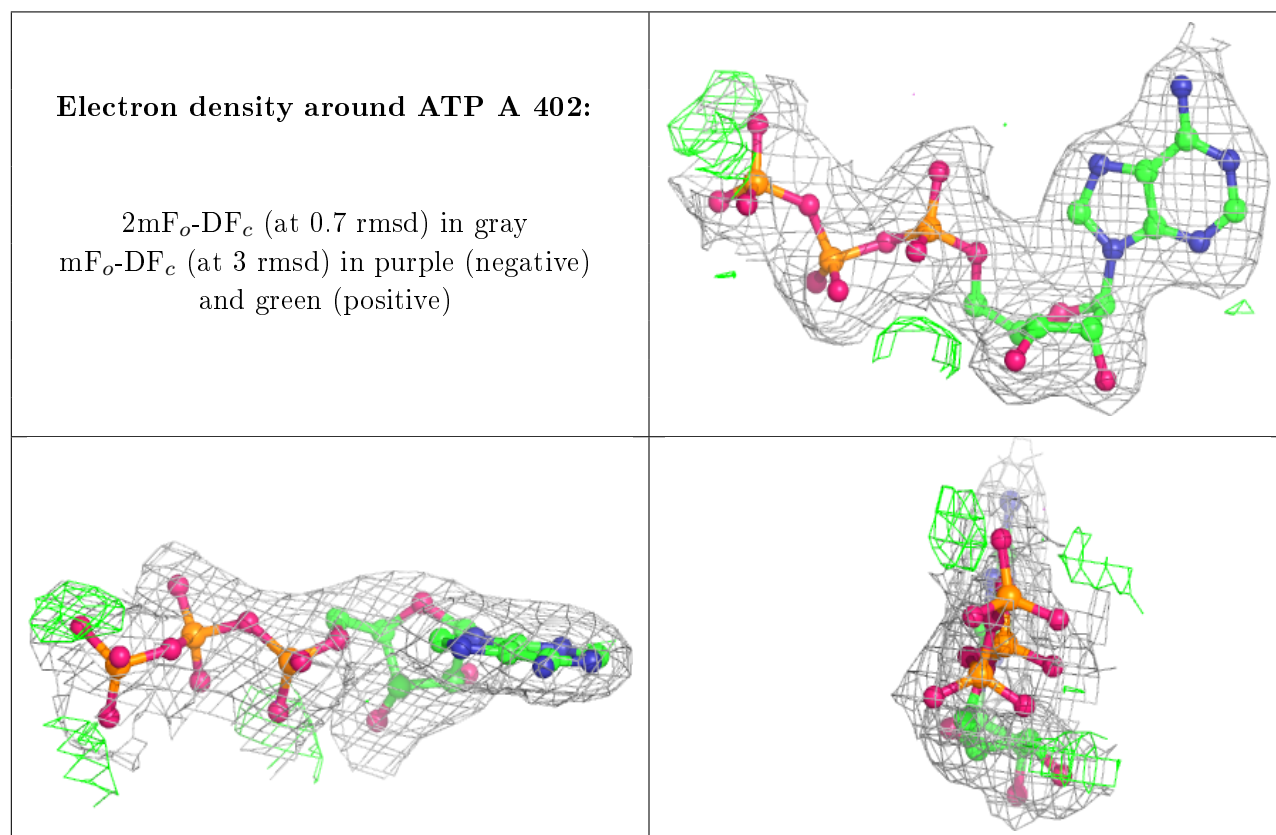 Electron density around ATP A 402:
2mFo-DFc (at 0.7 rmsd) in gray
mFo-DFc (at 3 rmsd) in purple (negative)
and green (positive)